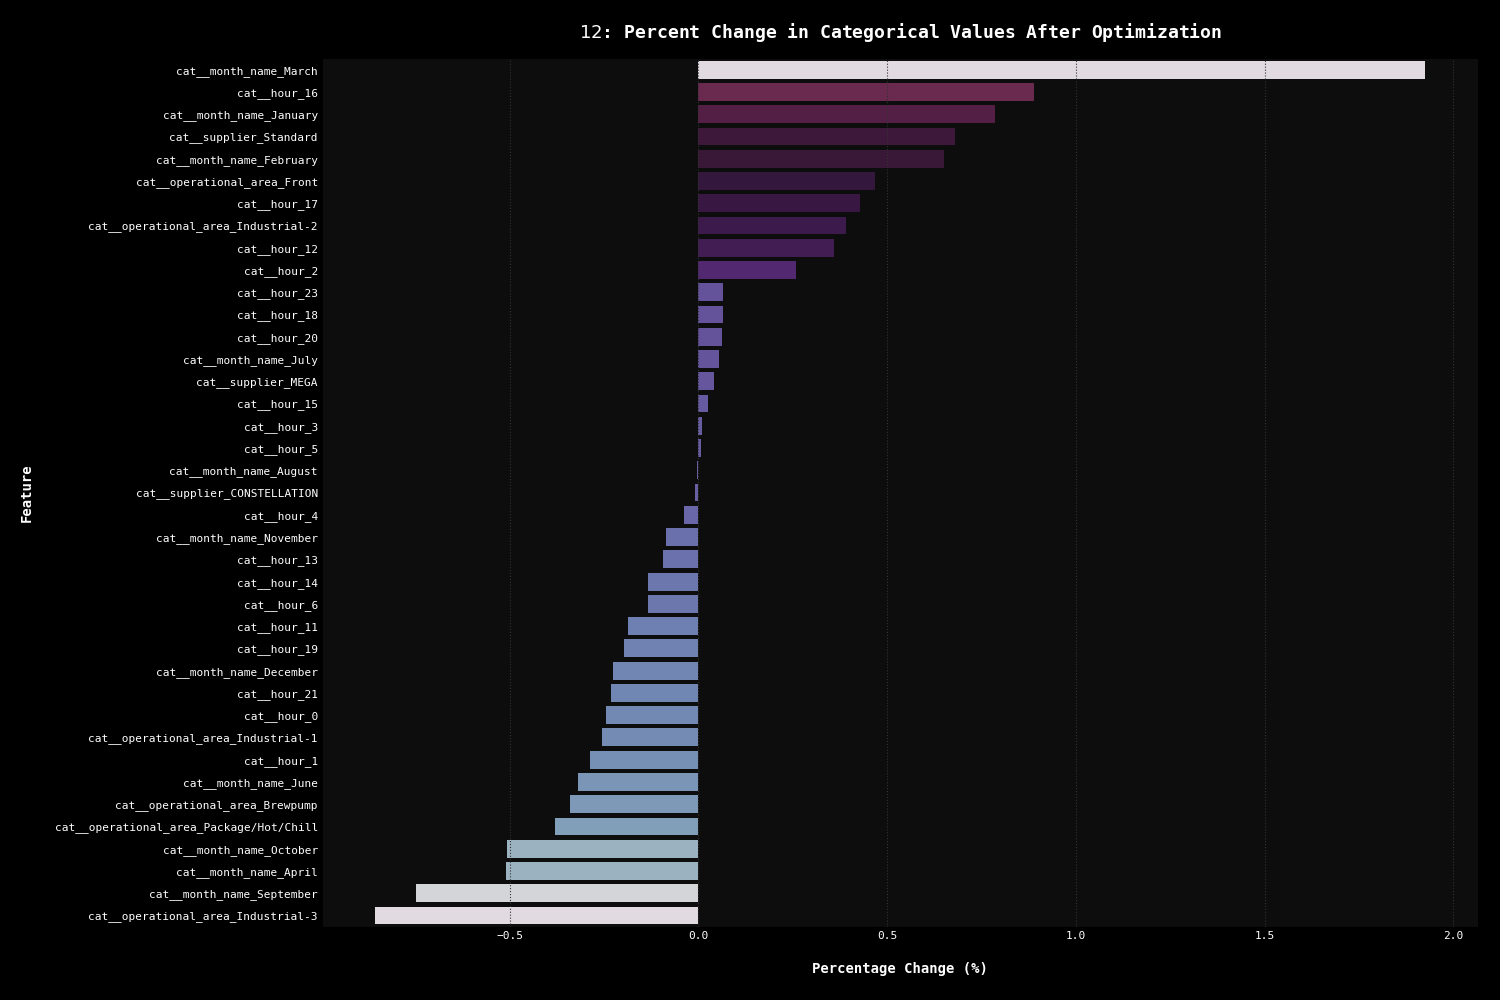 12: Percent Change in Categorical Values After Optimization
cat__month_name_March
cat__hour_16
cat__month_name_January
cat__supplier_Standard
cat__month_name_February
cat__operational_area_Front
cat__hour_17
cat__operational_area_Industrial-2
cat__hour_12
cat__hour_2
cat__hour_23
cat__hour_18
cat__hour_20
cat__month_name_July
cat__supplier_MEGA
cat__hour_15
cat__hour_3
cat__hour_5
cat__month_name_August
cat__supplier_CONSTELLATION
cat__hour_4
cat__month_name_November
cat__hour_13
cat__hour_14
cat__hour_6
cat__hour_11
cat__hour_19
cat__month_name_December
cat__hour_21
cat__hour_0
cat__operational_area_Industrial-1
cat__hour_1
cat__month_name_June
cat__operational_area_Brewpump
cat__operational_area_Package/Hot/Chill
cat__month_name_October
cat__month_name_April
cat__month_name_September
cat__operational_area_Industrial-3
Feature
−0.5 0.0 0.5 1.0 1.5 2.0
Percentage Change (%)